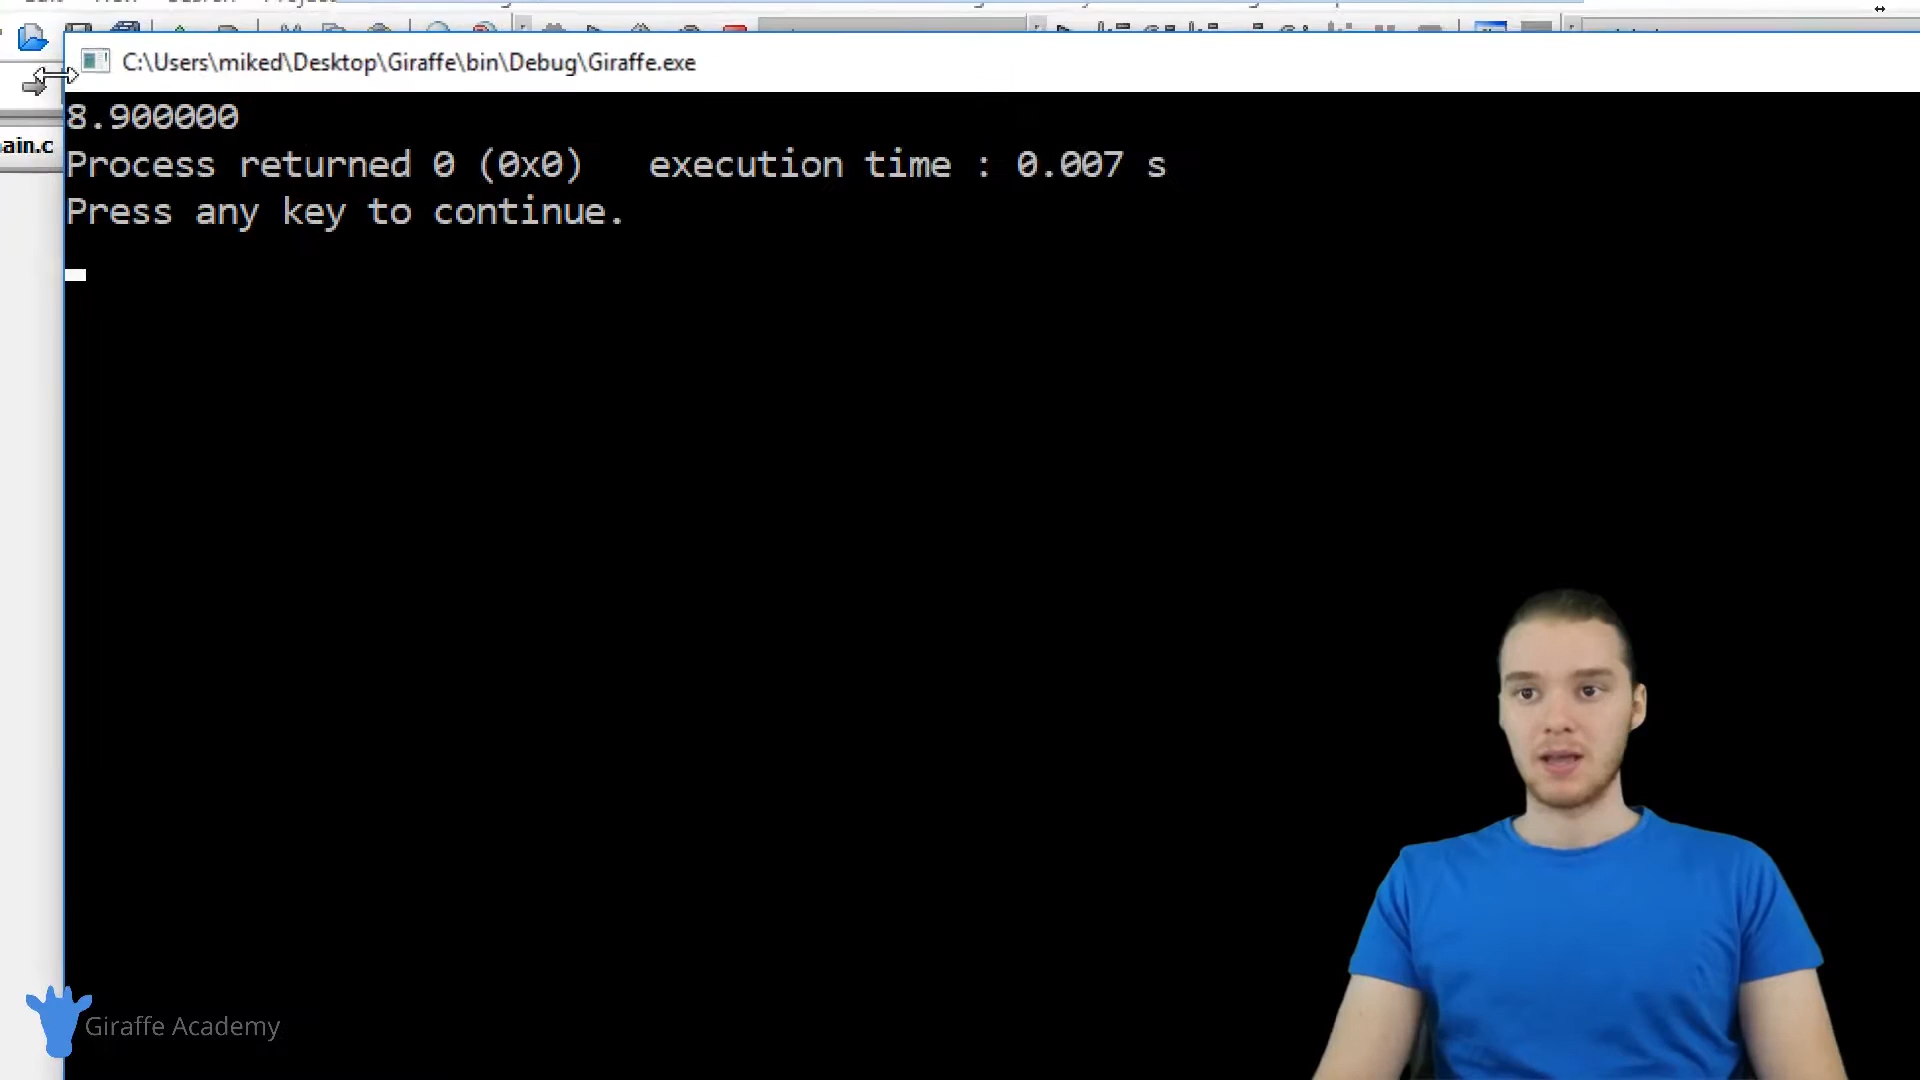 C:\Users\miked\Desktop\Giraffe\bin\Debug\Giraffe.exe
8.900000
ain.c
Process returned 0 (0x0)   execution time : 0.007 s
Press any key to continue.
Giraffe Academy